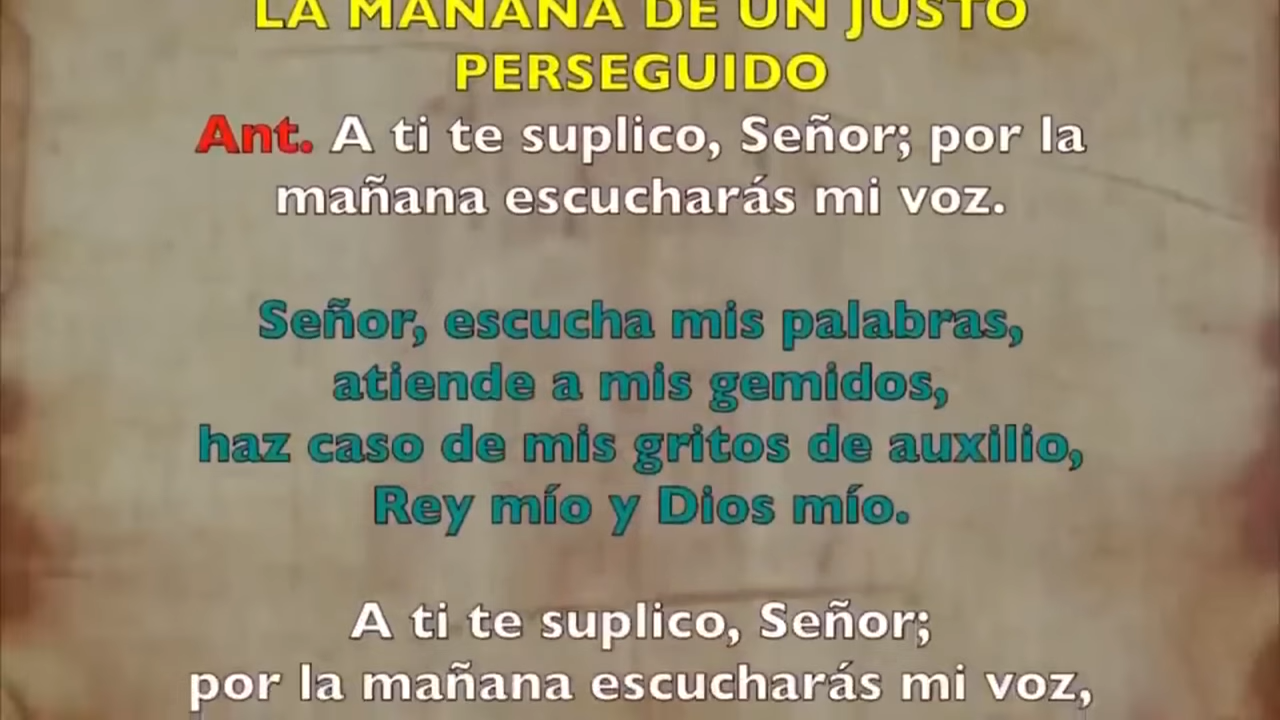 LA MAÑANA DE UN JUSTO
PERSEGUIDO
Ant. A ti te suplico, Señor; por la
mañana escucharás mi voz.
Señor, escucha mis palabras,
atiende a mis gemidos,
haz caso de mis gritos de auxilio,
Rey mío y Dios mío.
A ti te suplico, Señor;
por la mañana escucharás mi voz,